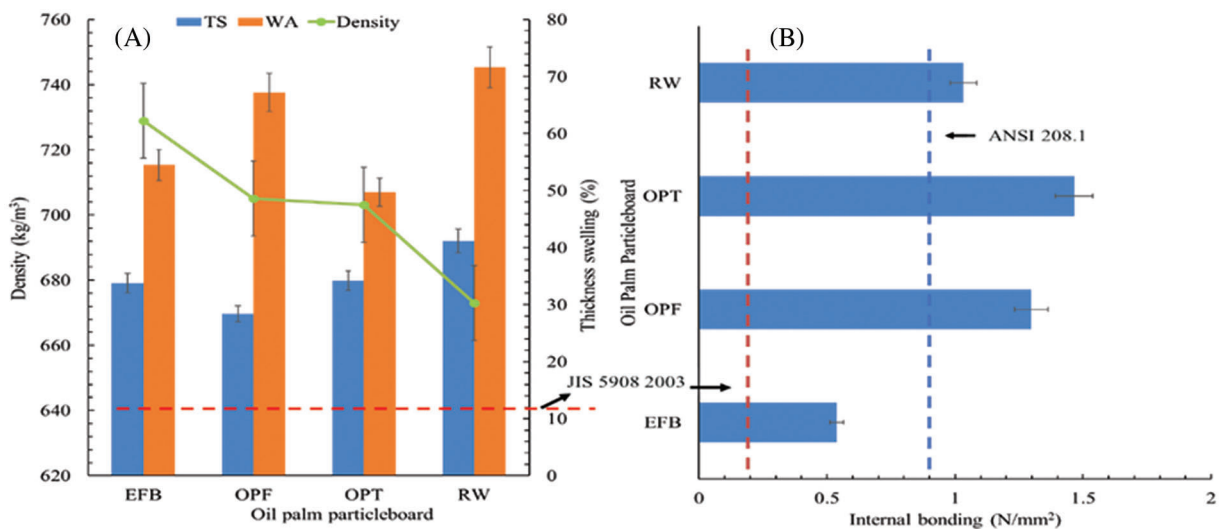 (A)
TS WA Density
Density (kg/m³)
760
740
720
700
680
660
640
620
80
70
60
50
40
30
20
10
0
Thickness swelling (%)
EFB OPF OPT RW
Oil palm particleboard
JIS 5908 2003
(B)
Oil Palm Particleboard
RW
OPT
OPF
EFB
ANSI 208.1
0 0.5 1 1.5 2
Internal bonding (N/mm²)